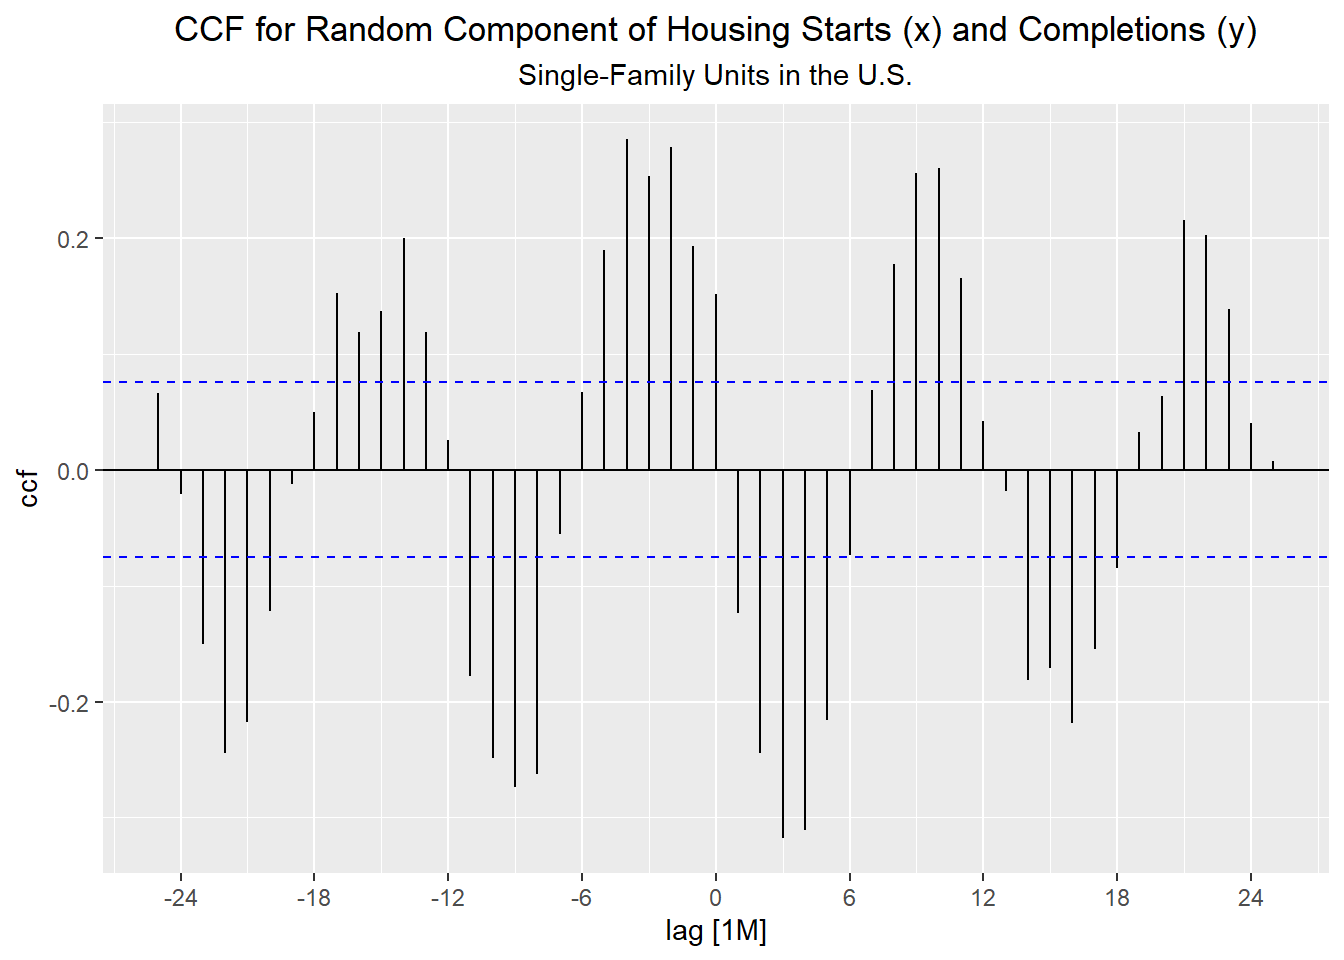 CCF for Random Component of Housing Starts (x) and Completions (y)
Single-Family Units in the U.S.
0.2
0.0
-0.2
ccf
-24 -18 -12 -6 0 6 12 18 24
lag [1M]